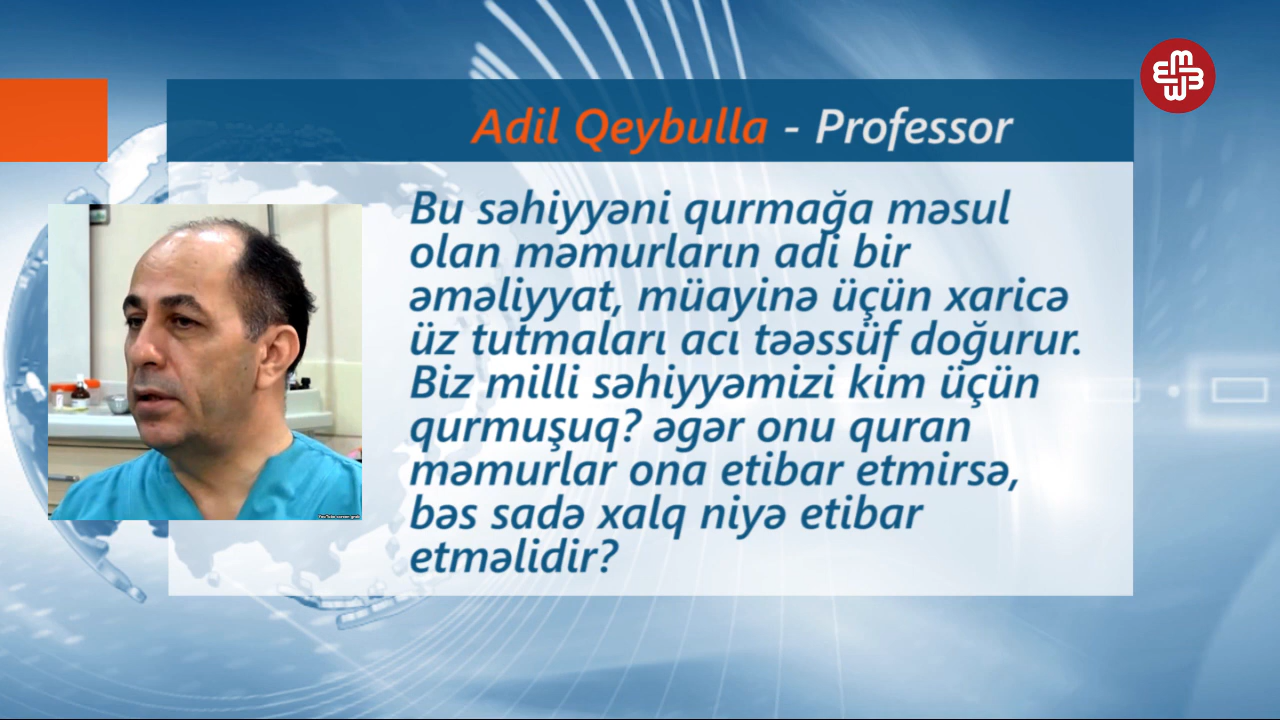 Adil Qeybulla - Professor
Bu səhiyyəni qurmağa məsul
olan məmurların adi bir
əməliyyat, müayinə üçün xaricə
üz tutmaları acı təəssüf doğurur.
Biz milli səhiyyəmizi kim üçün
qurmuşuq? əgər onu quran
məmurlar ona etibar etmirsə,
bəs sadə xalq niyə etibar
etməlidir?